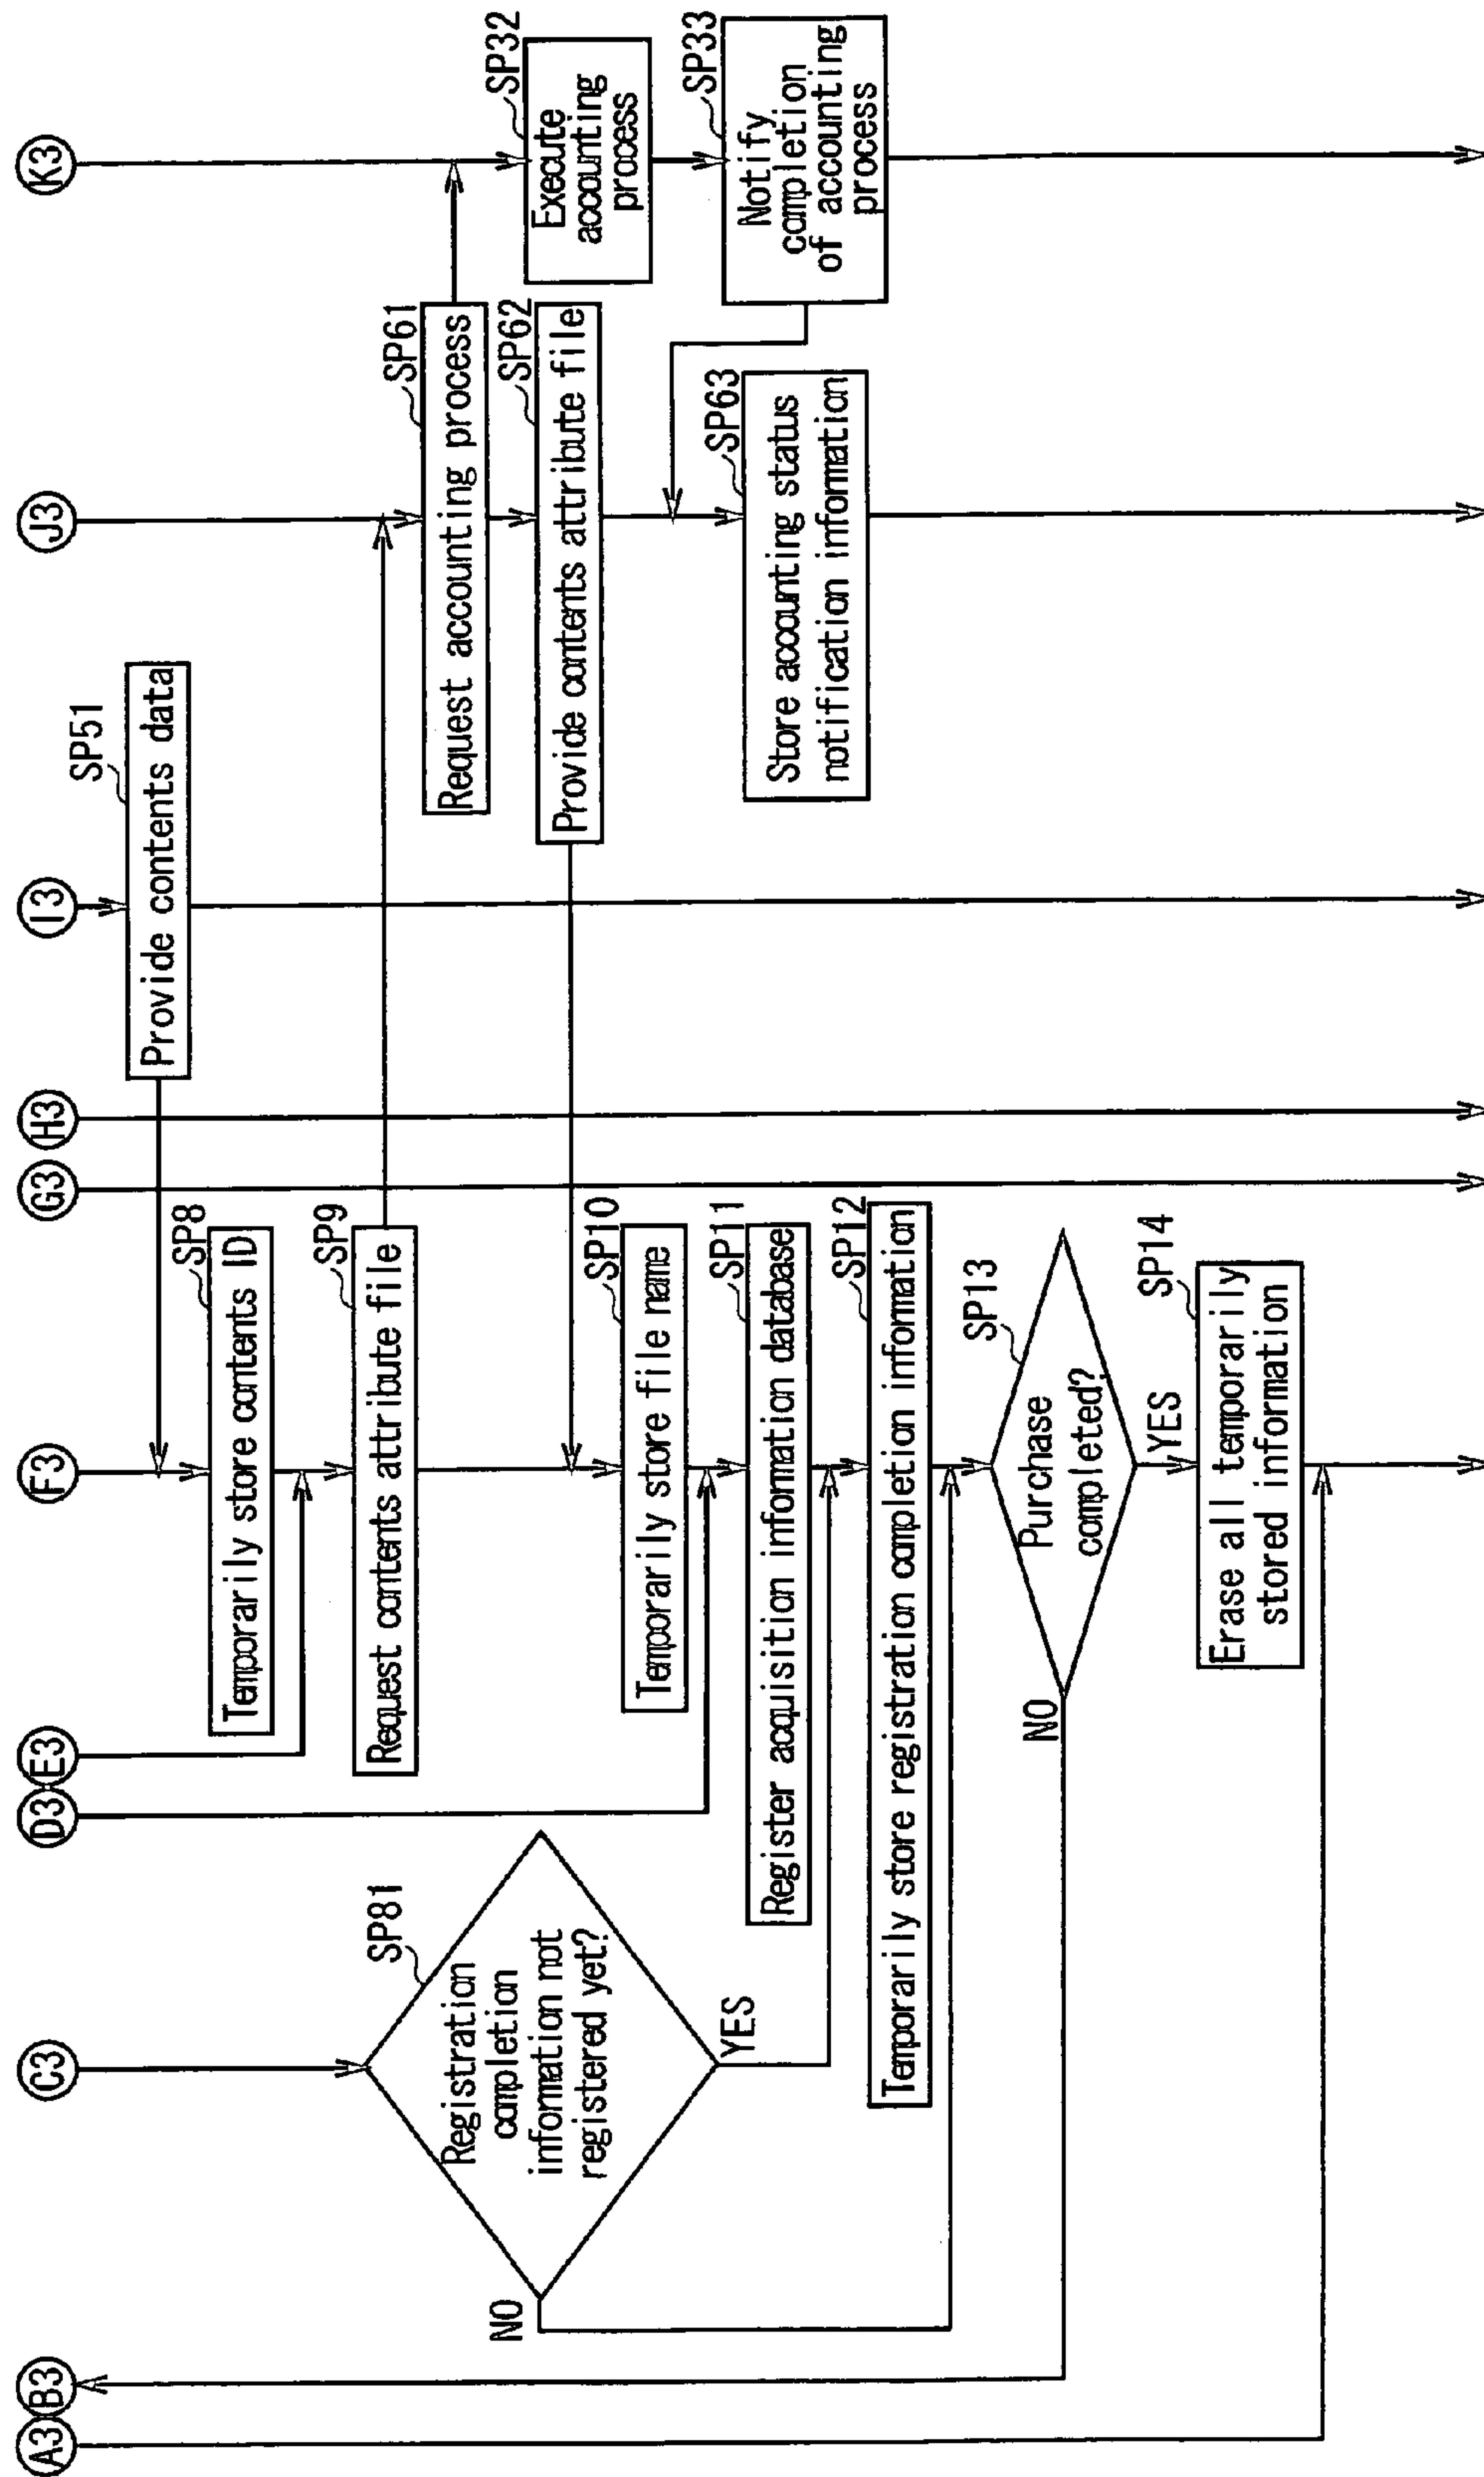 A3
B3
C3
D3
E3
F3
G3
H3
I3
J3
K3
SP51
Provide contents data
SP8
Temporarily store contents ID
SP9
Request contents attribute file
SP61
Request accounting process
SP32
Execute
accounting
process
SP62
Provide contents attribute file
SP33
Notify
completion
of accounting
process
SP63
Store accounting status
notification information
SP81
Registration
completion
information not
registered yet?
NO
YES
SP10
Temporarily store file name
SP11
Register acquisition information database
SP12
Temporarily store registration completion information
SP13
Purchase
completed?
NO
YES
SP14
Erase all temporarily
stored information